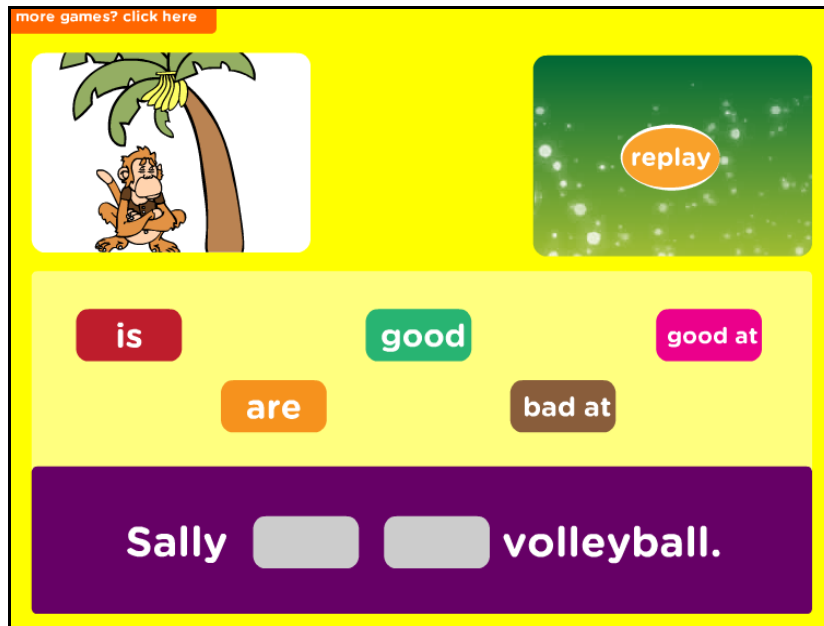 more games? click here
replay
is
good
good at
are
bad at
Sally volleyball.